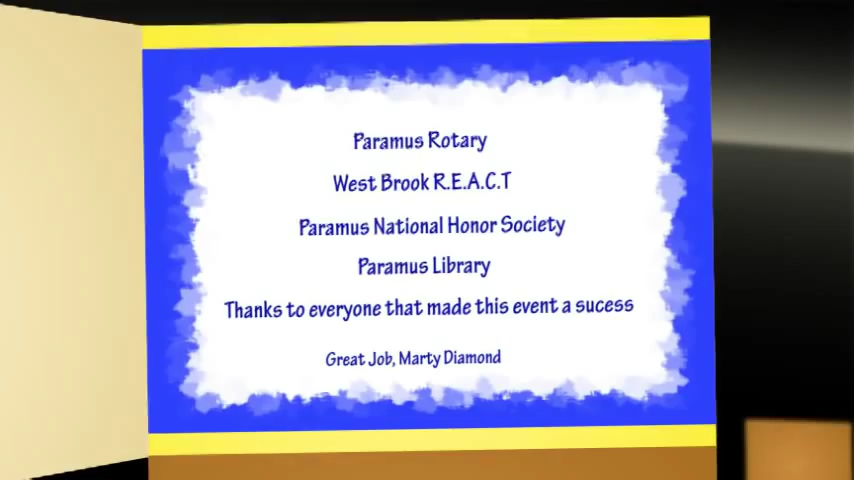 Paramus Rotary
West Brook R.E.A.C.T
Paramus National Honor Society
Paramus Library
Thanks to everyone that made this event a sucess
Great Job, Marty Diamond